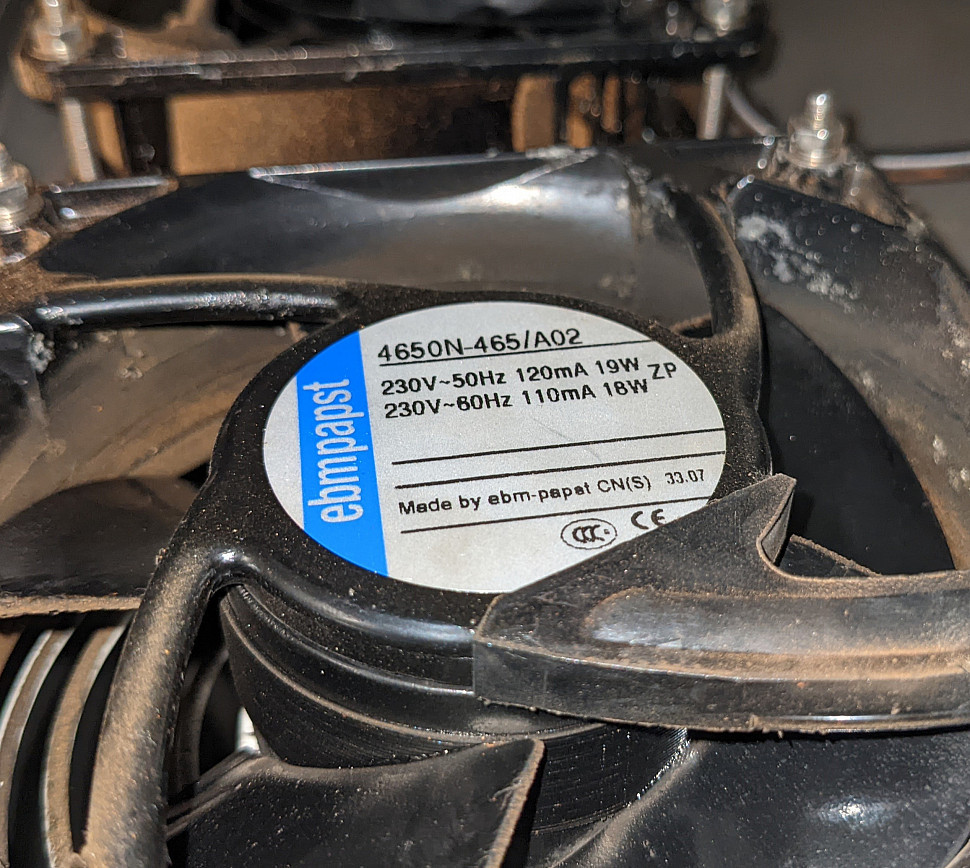 ebmpapst
4650N-465/A02
230V~50Hz 120mA 19W ZP
230V~60Hz 110mA 18W
Made by ebm-papst CN(S) 33.07
CCC CE